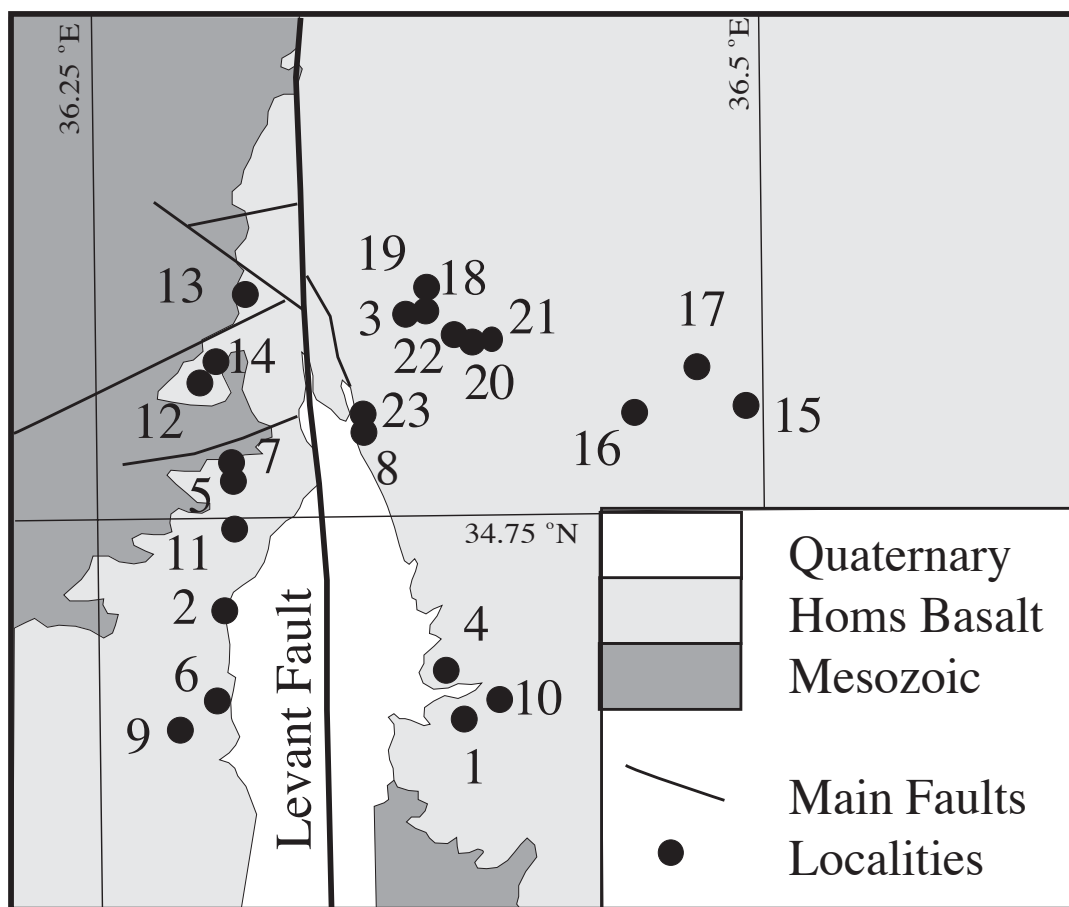 36.25 °E
36.5 °E
19
18
13
3
21
17
22
14
20
23
15
12
16
7
8
5
34.75 °N
11
Quaternary
2
Homs Basalt
4
Mesozoic
6
10
9
1
Levant Fault
Main Faults
Localities